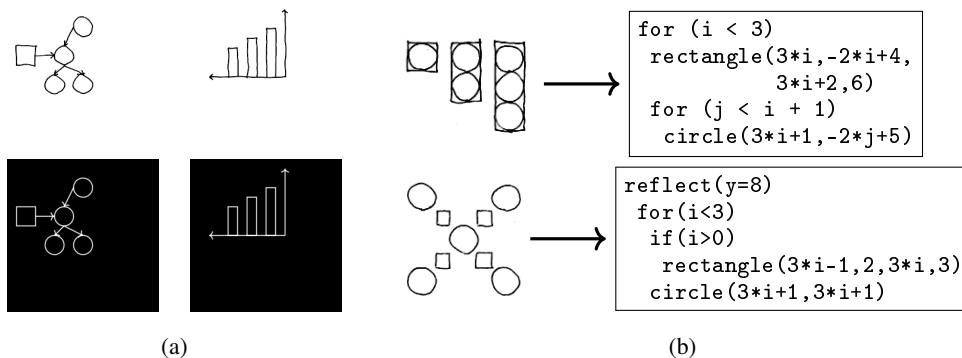 for (i < 3)
rectangle(3*i,-2*i+4,
3*i+2,6)
for (j < i + 1)
circle(3*i+1,-2*j+5)
reflect(y=8)
for(i<3)
if(i>0)
rectangle(3*i-1,2,3*i,3)
circle(3*i+1,3*i+1)
(a)
(b)